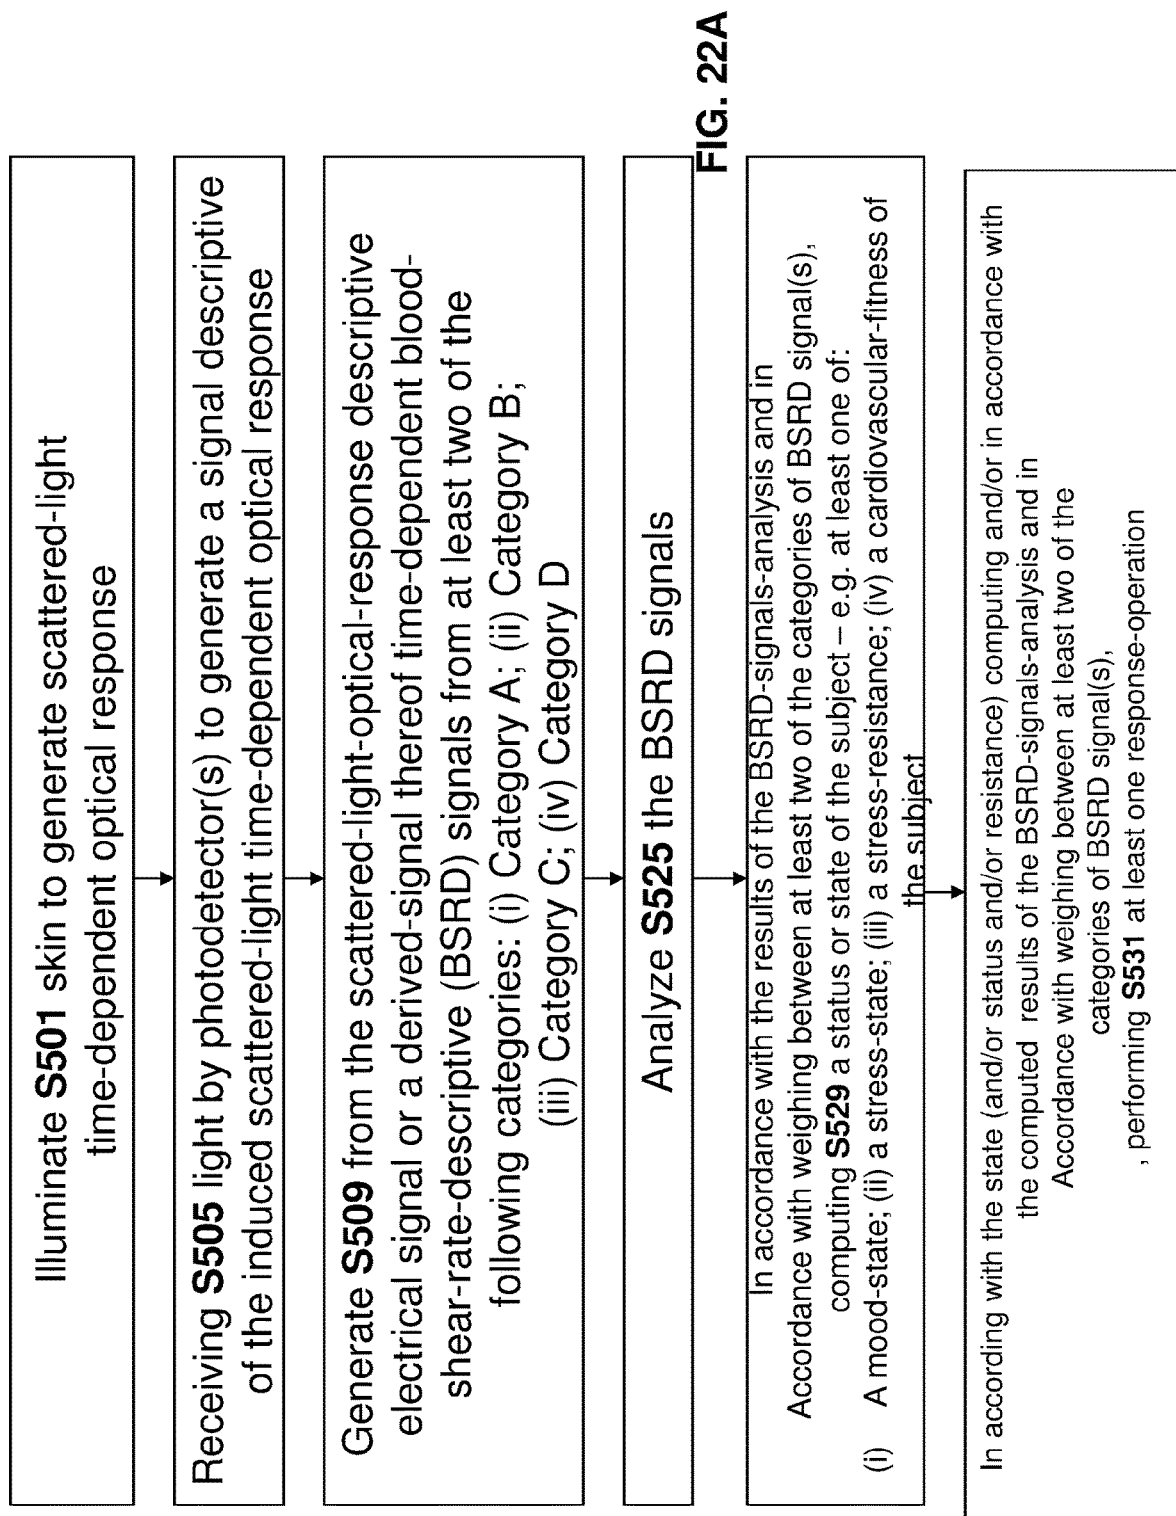 Illuminate S501 skin to generate scattered-light
time-dependent optical response
Receiving S505 light by photodetector(s) to generate a signal descriptive
of the induced scattered-light time-dependent optical response
Generate S509 from the scattered-light-optical-response descriptive
electrical signal or a derived-signal thereof of time-dependent blood-
shear-rate-descriptive (BSRD) signals from at least two of the
following categories: (i) Category A; (ii) Category B;
(iii) Category C; (iv) Category D
Analyze S525 the BSRD signals
FIG. 22A
In accordance with the results of the BSRD-signals-analysis and in
Accordance with weighing between at least two of the categories of BSRD signal(s),
computing S529 a status or state of the subject – e.g. at least one of:
(i) A mood-state; (ii) a stress-state; (iii) a stress-resistance; (iv) a cardiovascular-fitness of
the subject
In according with the state (and/or status and/or resistance) computing and/or in accordance with
the computed results of the BSRD-signals-analysis and in
Accordance with weighing between at least two of the
categories of BSRD signal(s),
, performing S531 at least one response-operation